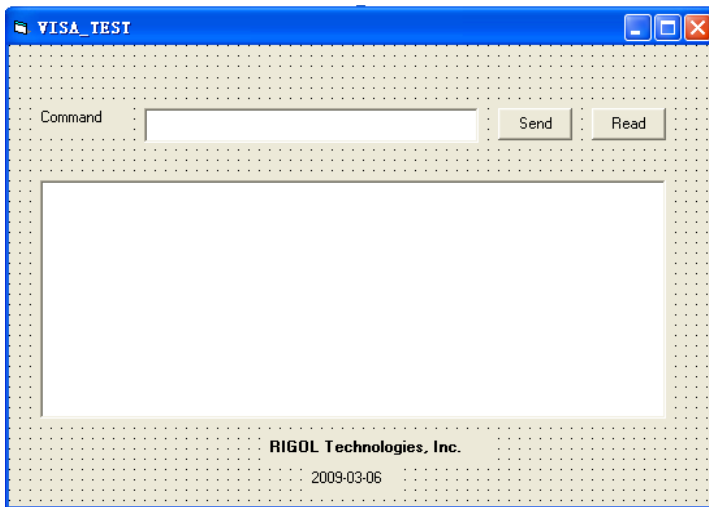 VISA_TEST
Command Send Read
RIGOL Technologies, Inc.
2009-03-06